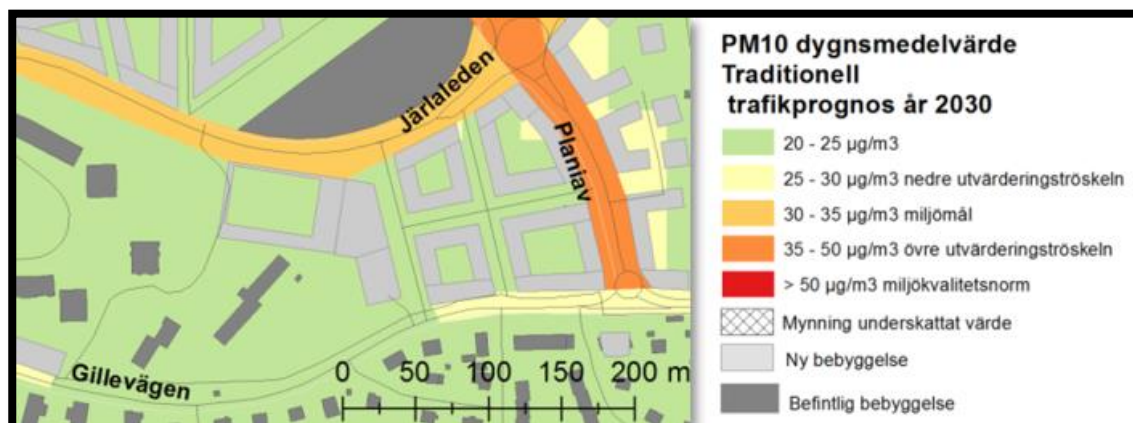 Järlaleden
Planiav
Gillevägen
0 50 100 150 200 m
PM10 dygnsmedelvärde
Traditionell
trafikprognos år 2030
20 - 25 µg/m3
25 - 30 µg/m3 nedre utvärderingströskeln
30 - 35 µg/m3 miljömål
35 - 50 µg/m3 övre utvärderingströskeln
> 50 µg/m3 miljökvalitetsnorm
Mynning underskattat värde
Ny bebyggelse
Befintlig bebyggelse